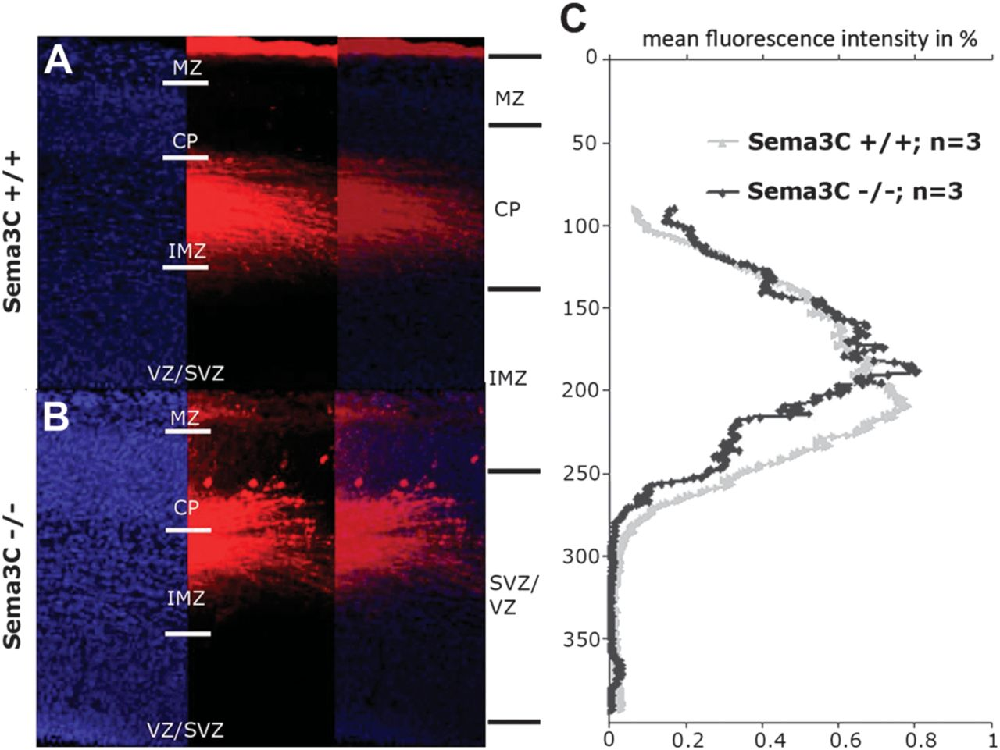 A
Sema3C +/+
MZ
CP
IMZ
VZ/SVZ
B
Sema3C -/-
MZ
CP
IMZ
VZ/SVZ
MZ
CP
IMZ
SVZ/
VZ
C
mean fluorescence intensity in %
0
50
100
150
200
250
300
350
Sema3C +/+; n=3
Sema3C -/-; n=3
0 0.2 0.4 0.6 0.8 1